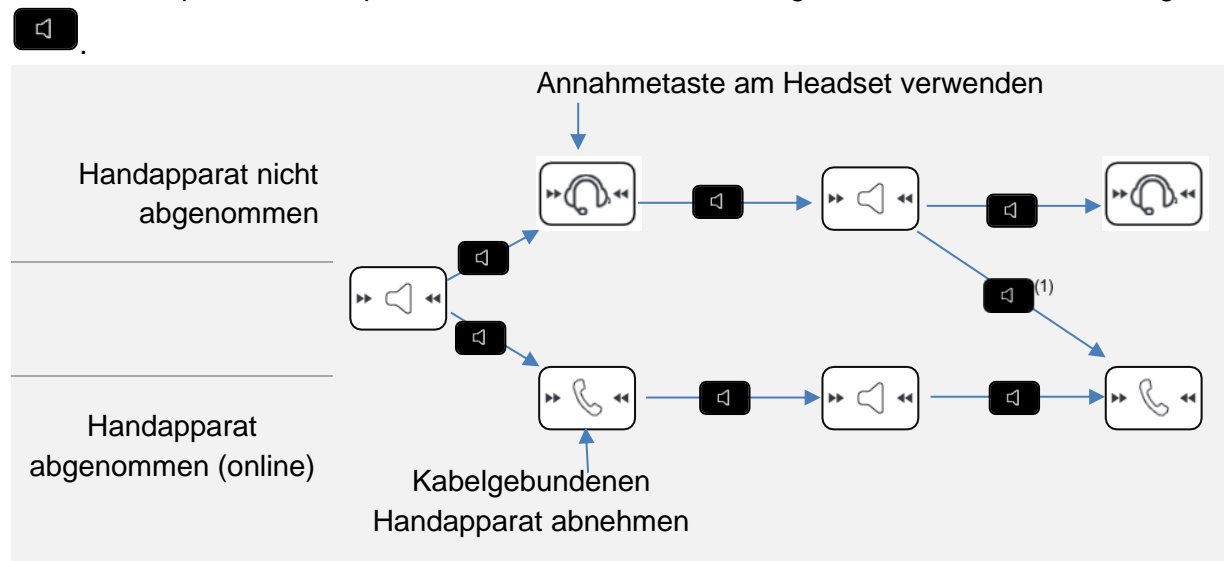 .
Annahmetaste am Headset verwenden
Handapparat nicht
abgenommen
(1)
Handapparat
abgenommen (online)
Kabelgebundenen
Handapparat abnehmen